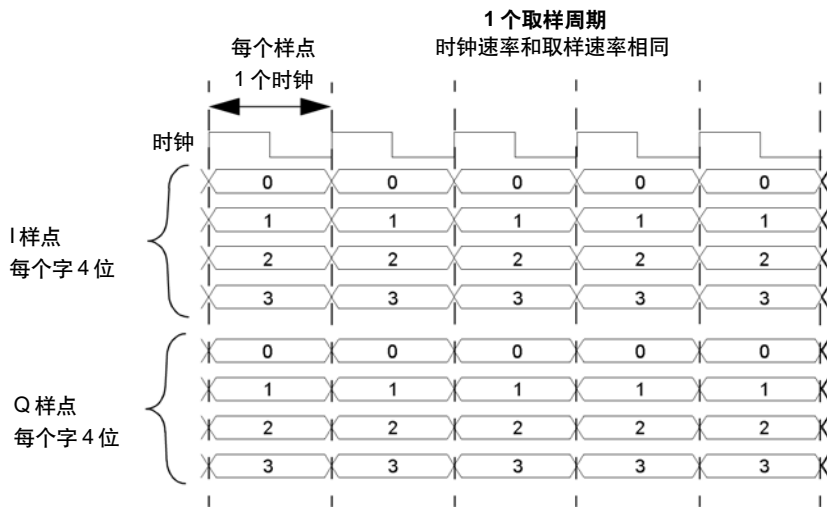 1 个取样周期
时钟速率和取样速率相同
每个样点
1 个时钟
时钟
I 样点
每个字 4 位
0 0 0 0 0
1 1 1 1 1
2 2 2 2 2
3 3 3 3 3
Q 样点
每个字 4 位
0 0 0 0 0
1 1 1 1 1
2 2 2 2 2
3 3 3 3 3